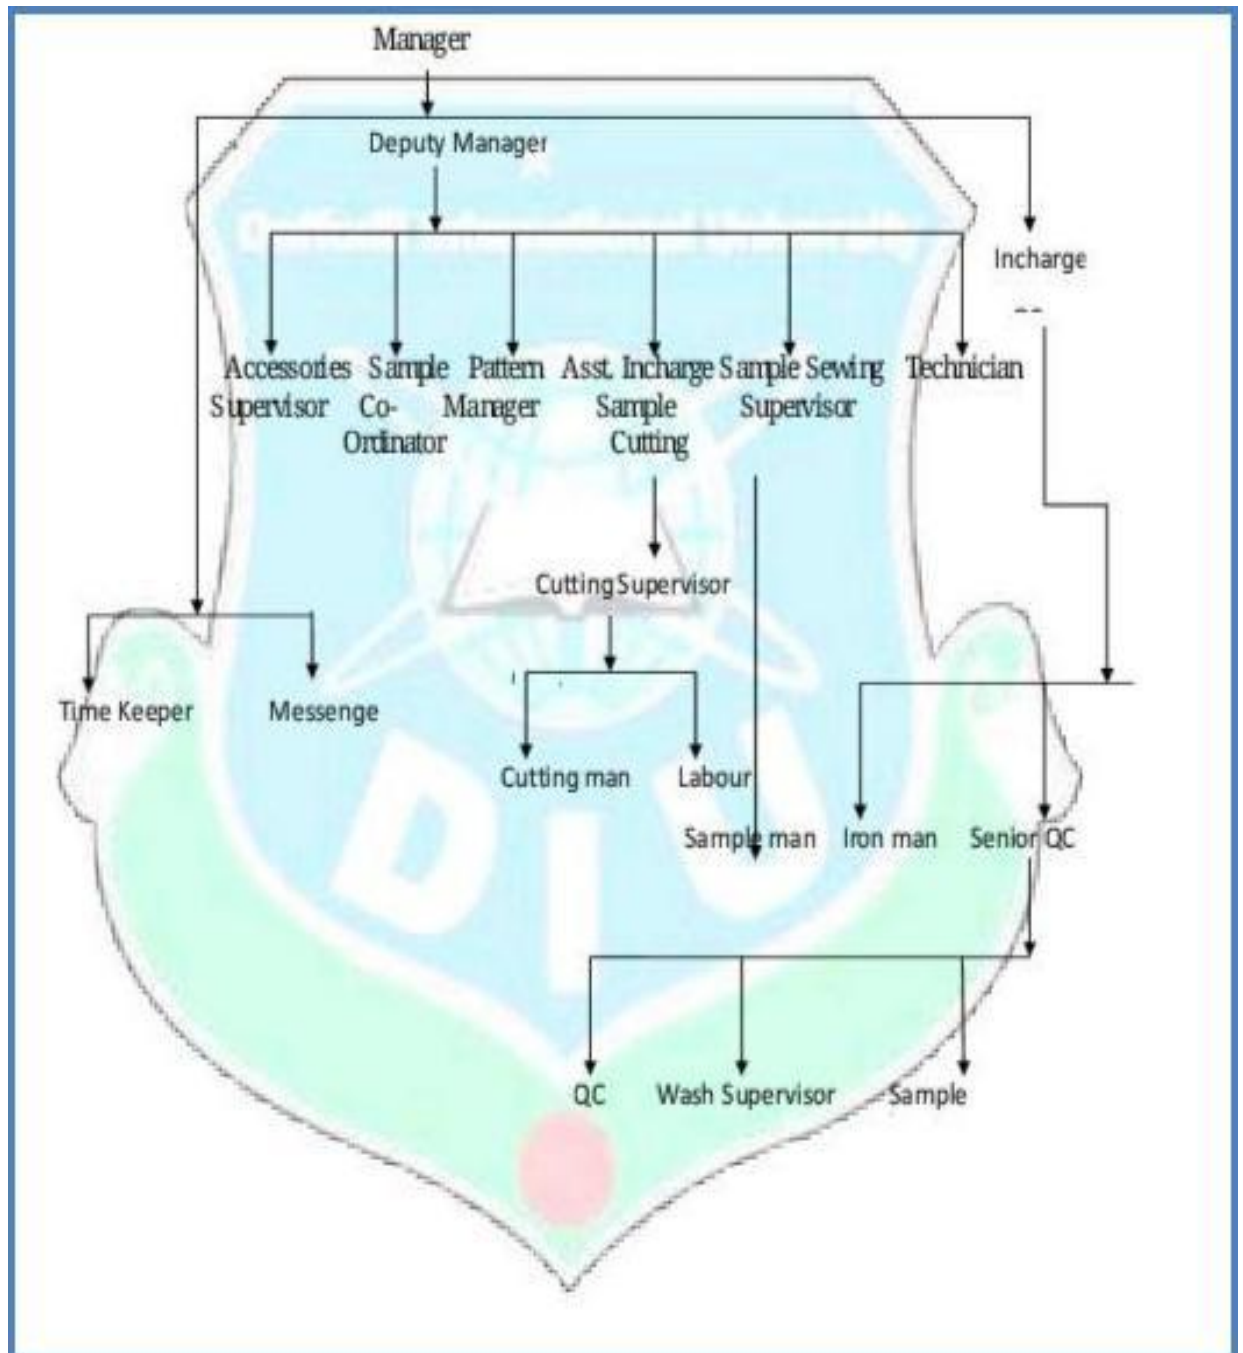 Manager
Deputy Manager
Incharge
Accessories Sample Pattern Asst. Incharge Sample Sewing Technician
Supervisor Co- Manager Sample Supervisor
Ordinator Cutting
Cutting Supervisor
Time Keeper Messenge
Cutting man Labour
Sample man Iron man Senior QC
DIU
QC Wash Supervisor Sample